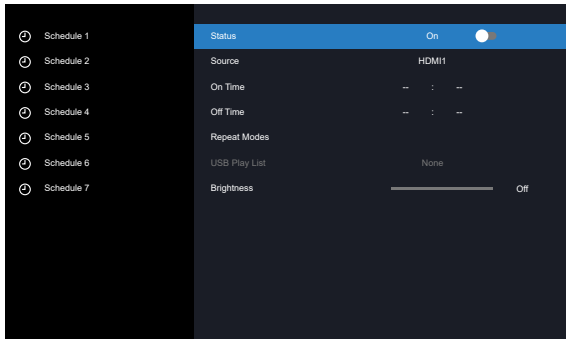 Schedule 1
Schedule 2
Schedule 3
Schedule 4
Schedule 5
Schedule 6
Schedule 7
Status On
Source HDMI1
On Time -- : --
Off Time -- : --
Repeat Modes
USB Play List None
Brightness Off